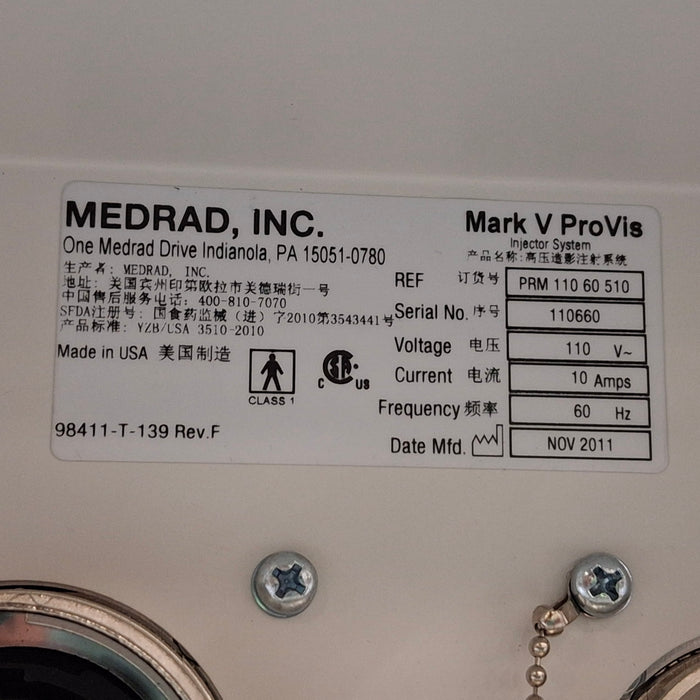 MEDRAD, INC.
One Medrad Drive Indianola, PA 15051-0780
生产者: MEDRAD, INC.
地址: 美国宾州印第欧拉市美德瑞街一号
中国售后服务电话: 400-810-7070
SFDA注册号: 国食药监械（进）字2010第3543441号
产品标准: YZB/USA 3510-2010
Made in USA 美国制造
CLASS 1
C US
98411-T-139 Rev.F
Mark V ProVis
Injector System
产品名称: 高压造影注射系统
REF 订货号 PRM 110 60 510
Serial No. 序号 110660
Voltage 电压 110 V~
Current 电流 10 Amps
Frequency 频率 60 Hz
Date Mfd. NOV 2011